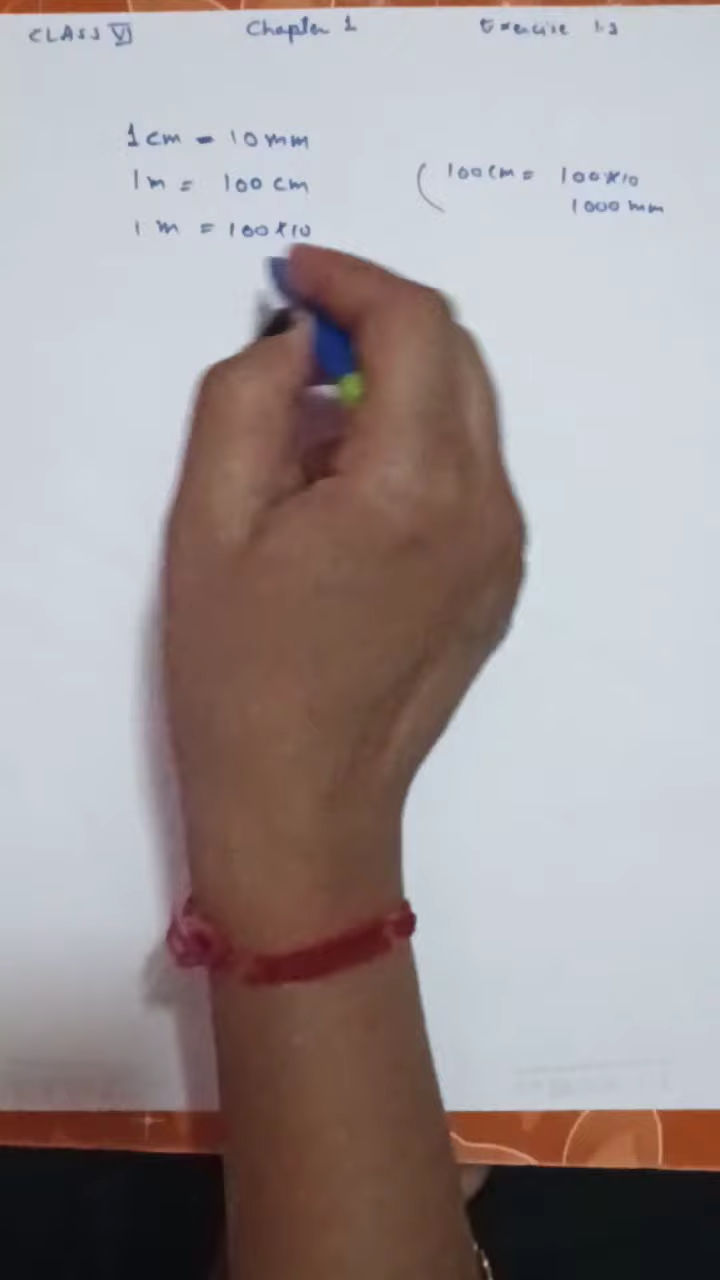 CLASS VI Chapter 1 Exercise 1.2
1 cm = 10 mm
1 m = 100 cm
1 m = 100 × 10
( 100 cm = 100 × 10
1000 mm